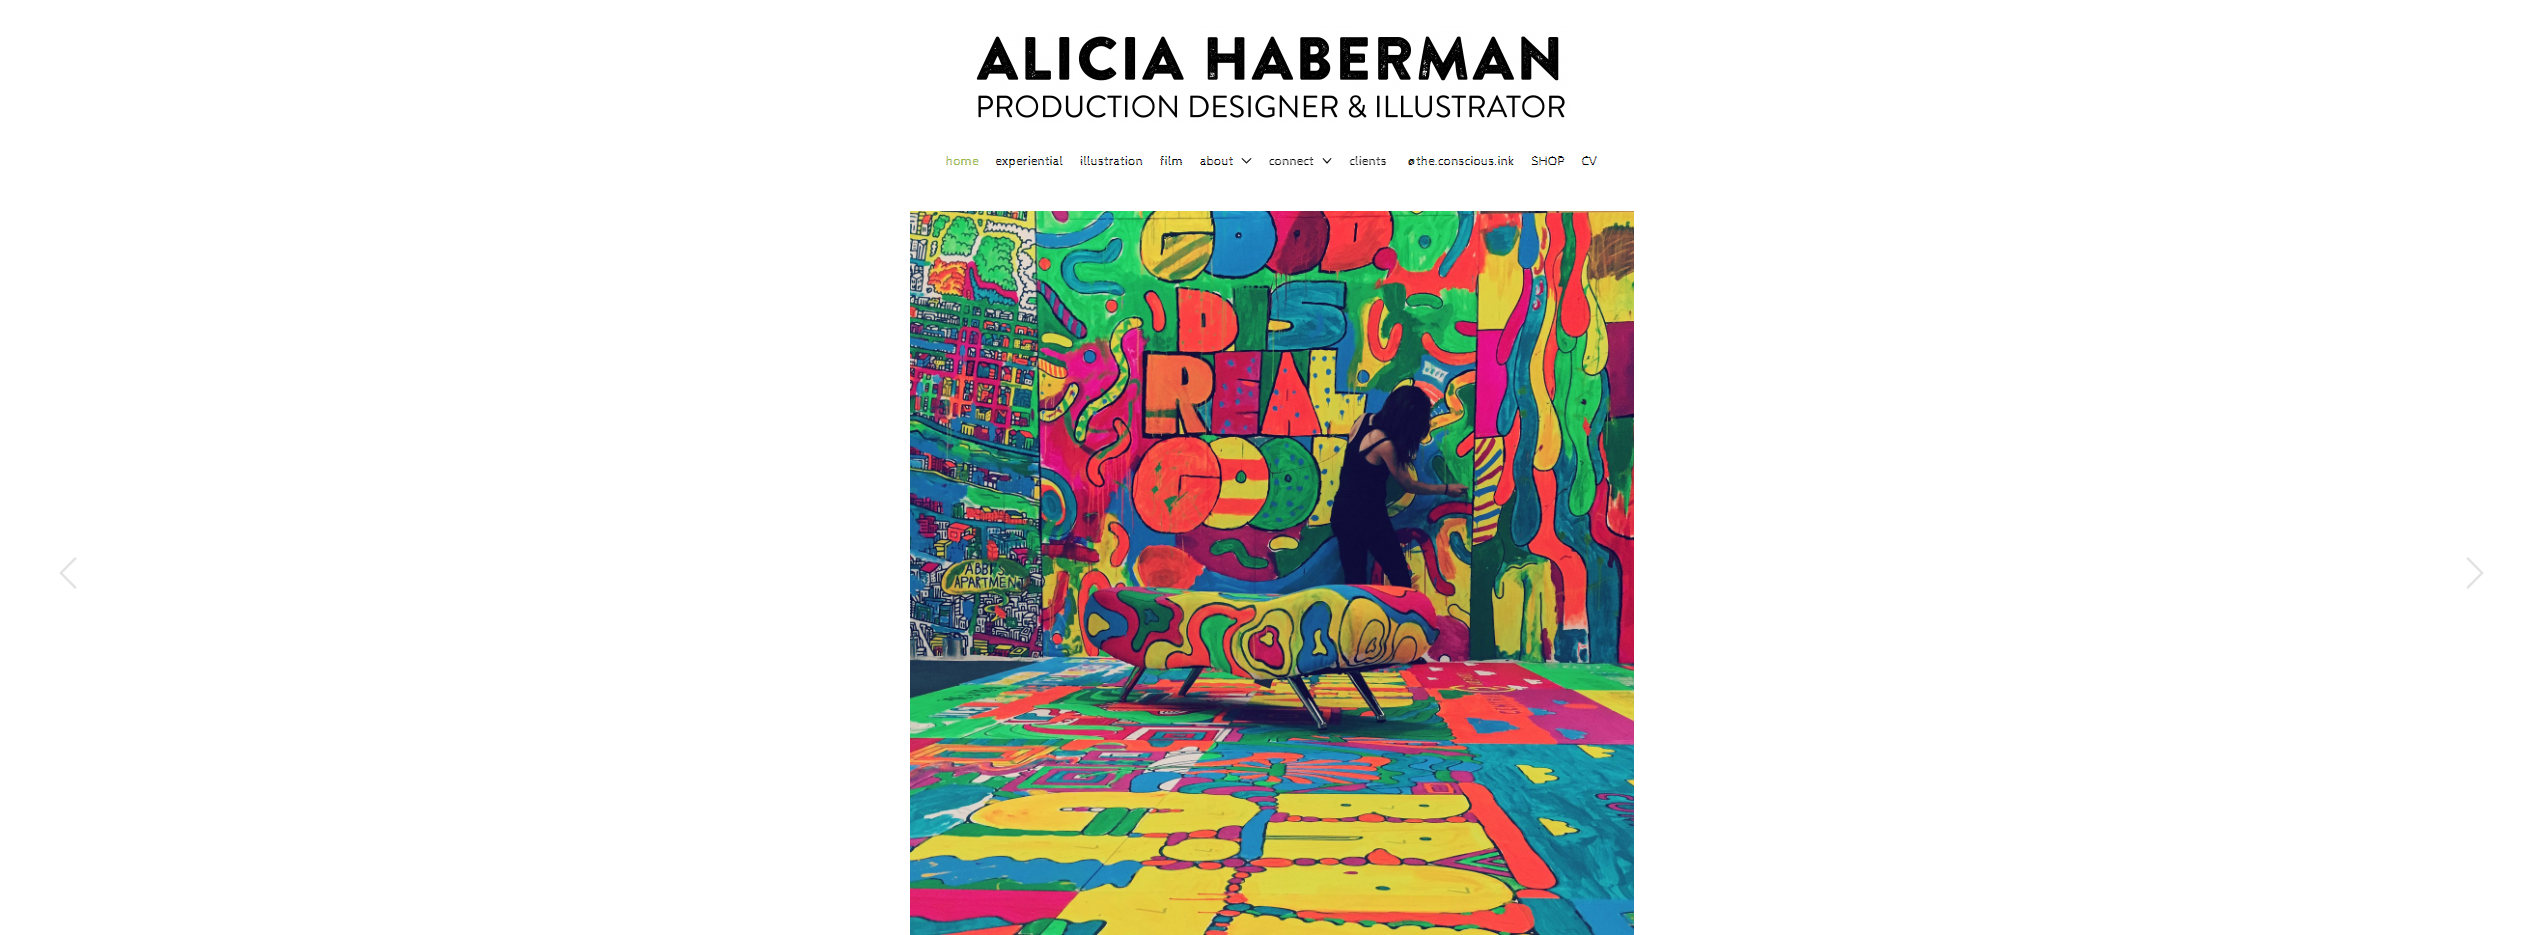 ALICIA HABERMAN
PRODUCTION DESIGNER & ILLUSTRATOR
home experiential illustration film about connect clients @the.conscious.ink SHOP CV
GOOD
DIS
REAL
GOOD
ABBI'S
APARTMENT